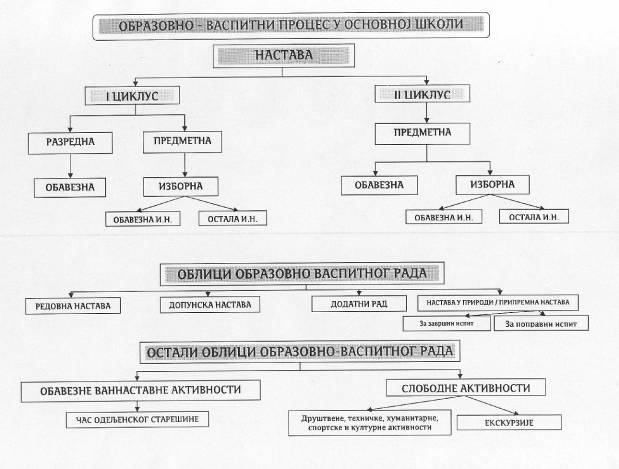 ОБРАЗОВНО - ВАСПИТНИ ПРОЦЕС У ОСНОВНОЈ ШКОЛИ
НАСТАВА
I ЦИКЛУС
II ЦИКЛУС
РАЗРЕДНА
ПРЕДМЕТНА
ПРЕДМЕТНА
ОБАВЕЗНА
ИЗБОРНА
ОБАВЕЗНА
ИЗБОРНА
ОБАВЕЗНА И.Н.
ОСТАЛА И.Н.
ОБАВЕЗНА И.Н.
ОСТАЛА И.Н.
ОБЛИЦИ ОБРАЗОВНО ВАСПИТНОГ РАДА
РЕДОВНА НАСТАВА
ДОПУНСКА НАСТАВА
ДОДАТНИ РАД
НАСТАВА У ПРИРОДИ / ПРИПРЕМНА НАСТАВА
За завршни испит
За поправни испит
ОСТАЛИ ОБЛИЦИ ОБРАЗОВНО-ВАСПИТНОГ РАДА
ОБАВЕЗНЕ ВАННАСТАВНЕ АКТИВНОСТИ
СЛОБОДНЕ АКТИВНОСТИ
ЧАС ОДЕЉЕНСКОГ СТАРЕШИНЕ
Друштвене, техничке, хуманитарне,
спортске и културне активности
ЕКСКУРЗИЈЕ